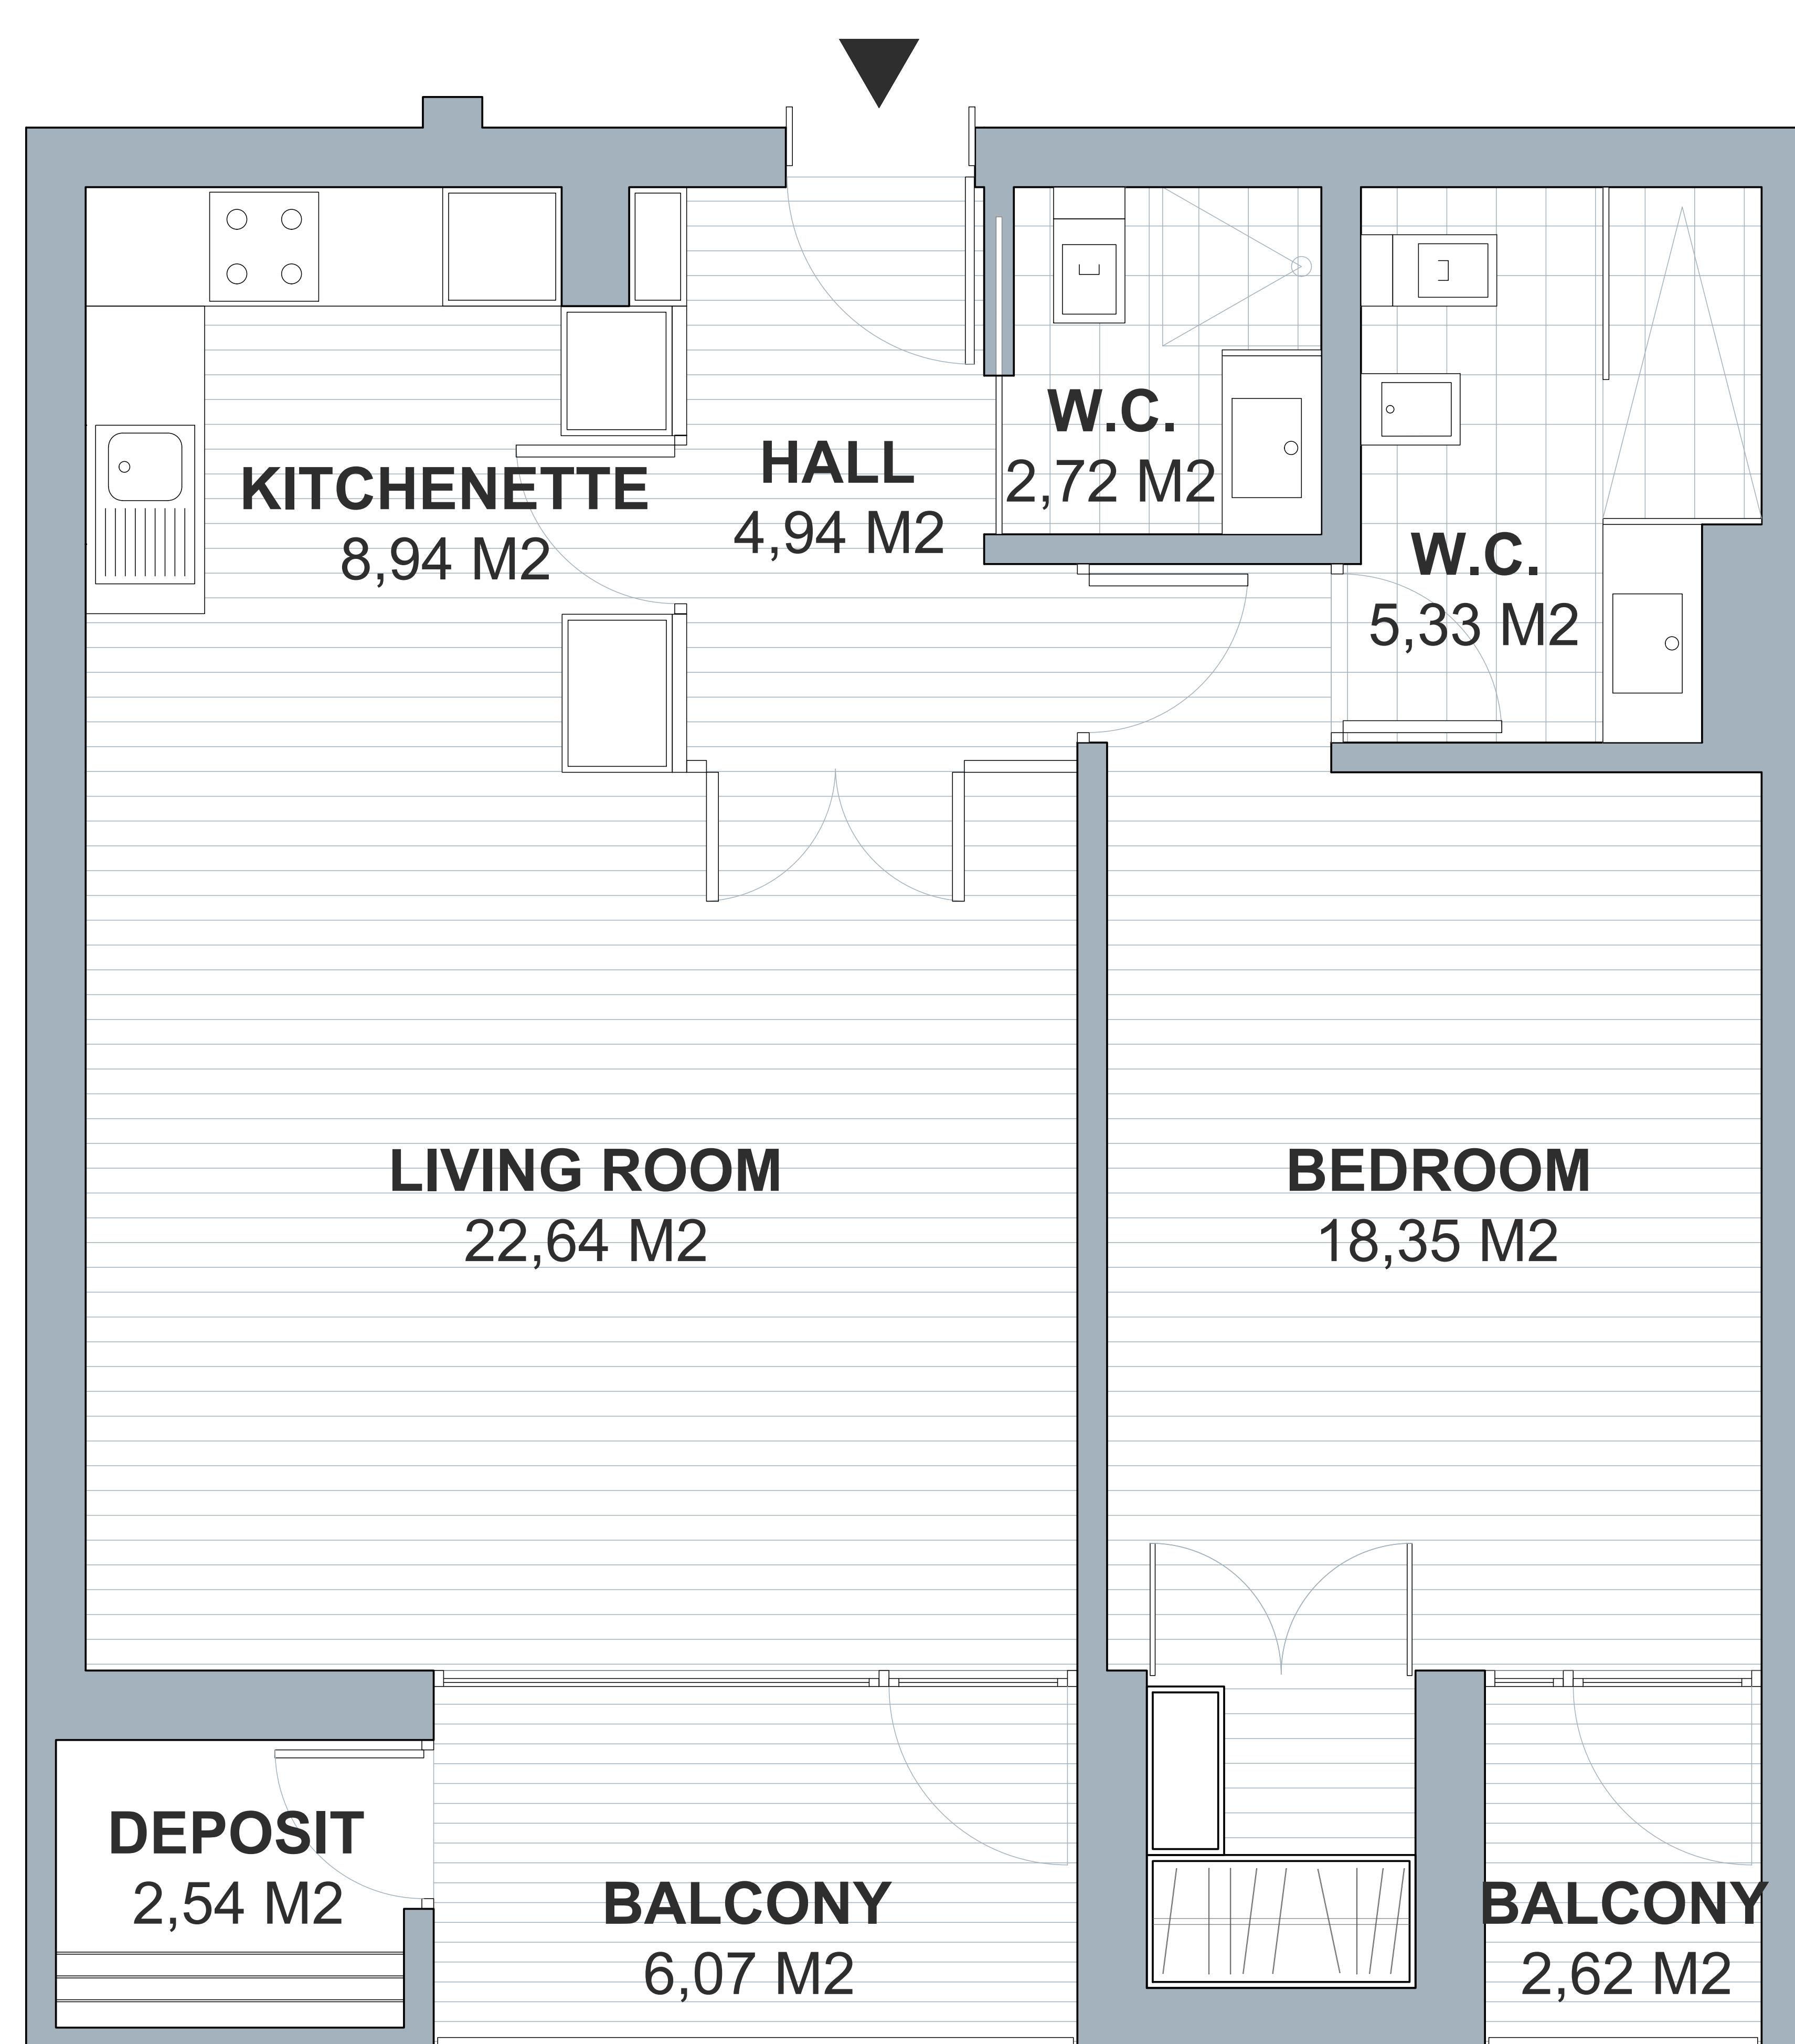 KITCHENETTE
8,94 M2
HALL
4,94 M2
W.C.
2,72 M2
W.C.
5,33 M2
LIVING ROOM
22,64 M2
BEDROOM
18,35 M2
DEPOSIT
2,54 M2
BALCONY
6,07 M2
BALCONY
2,62 M2